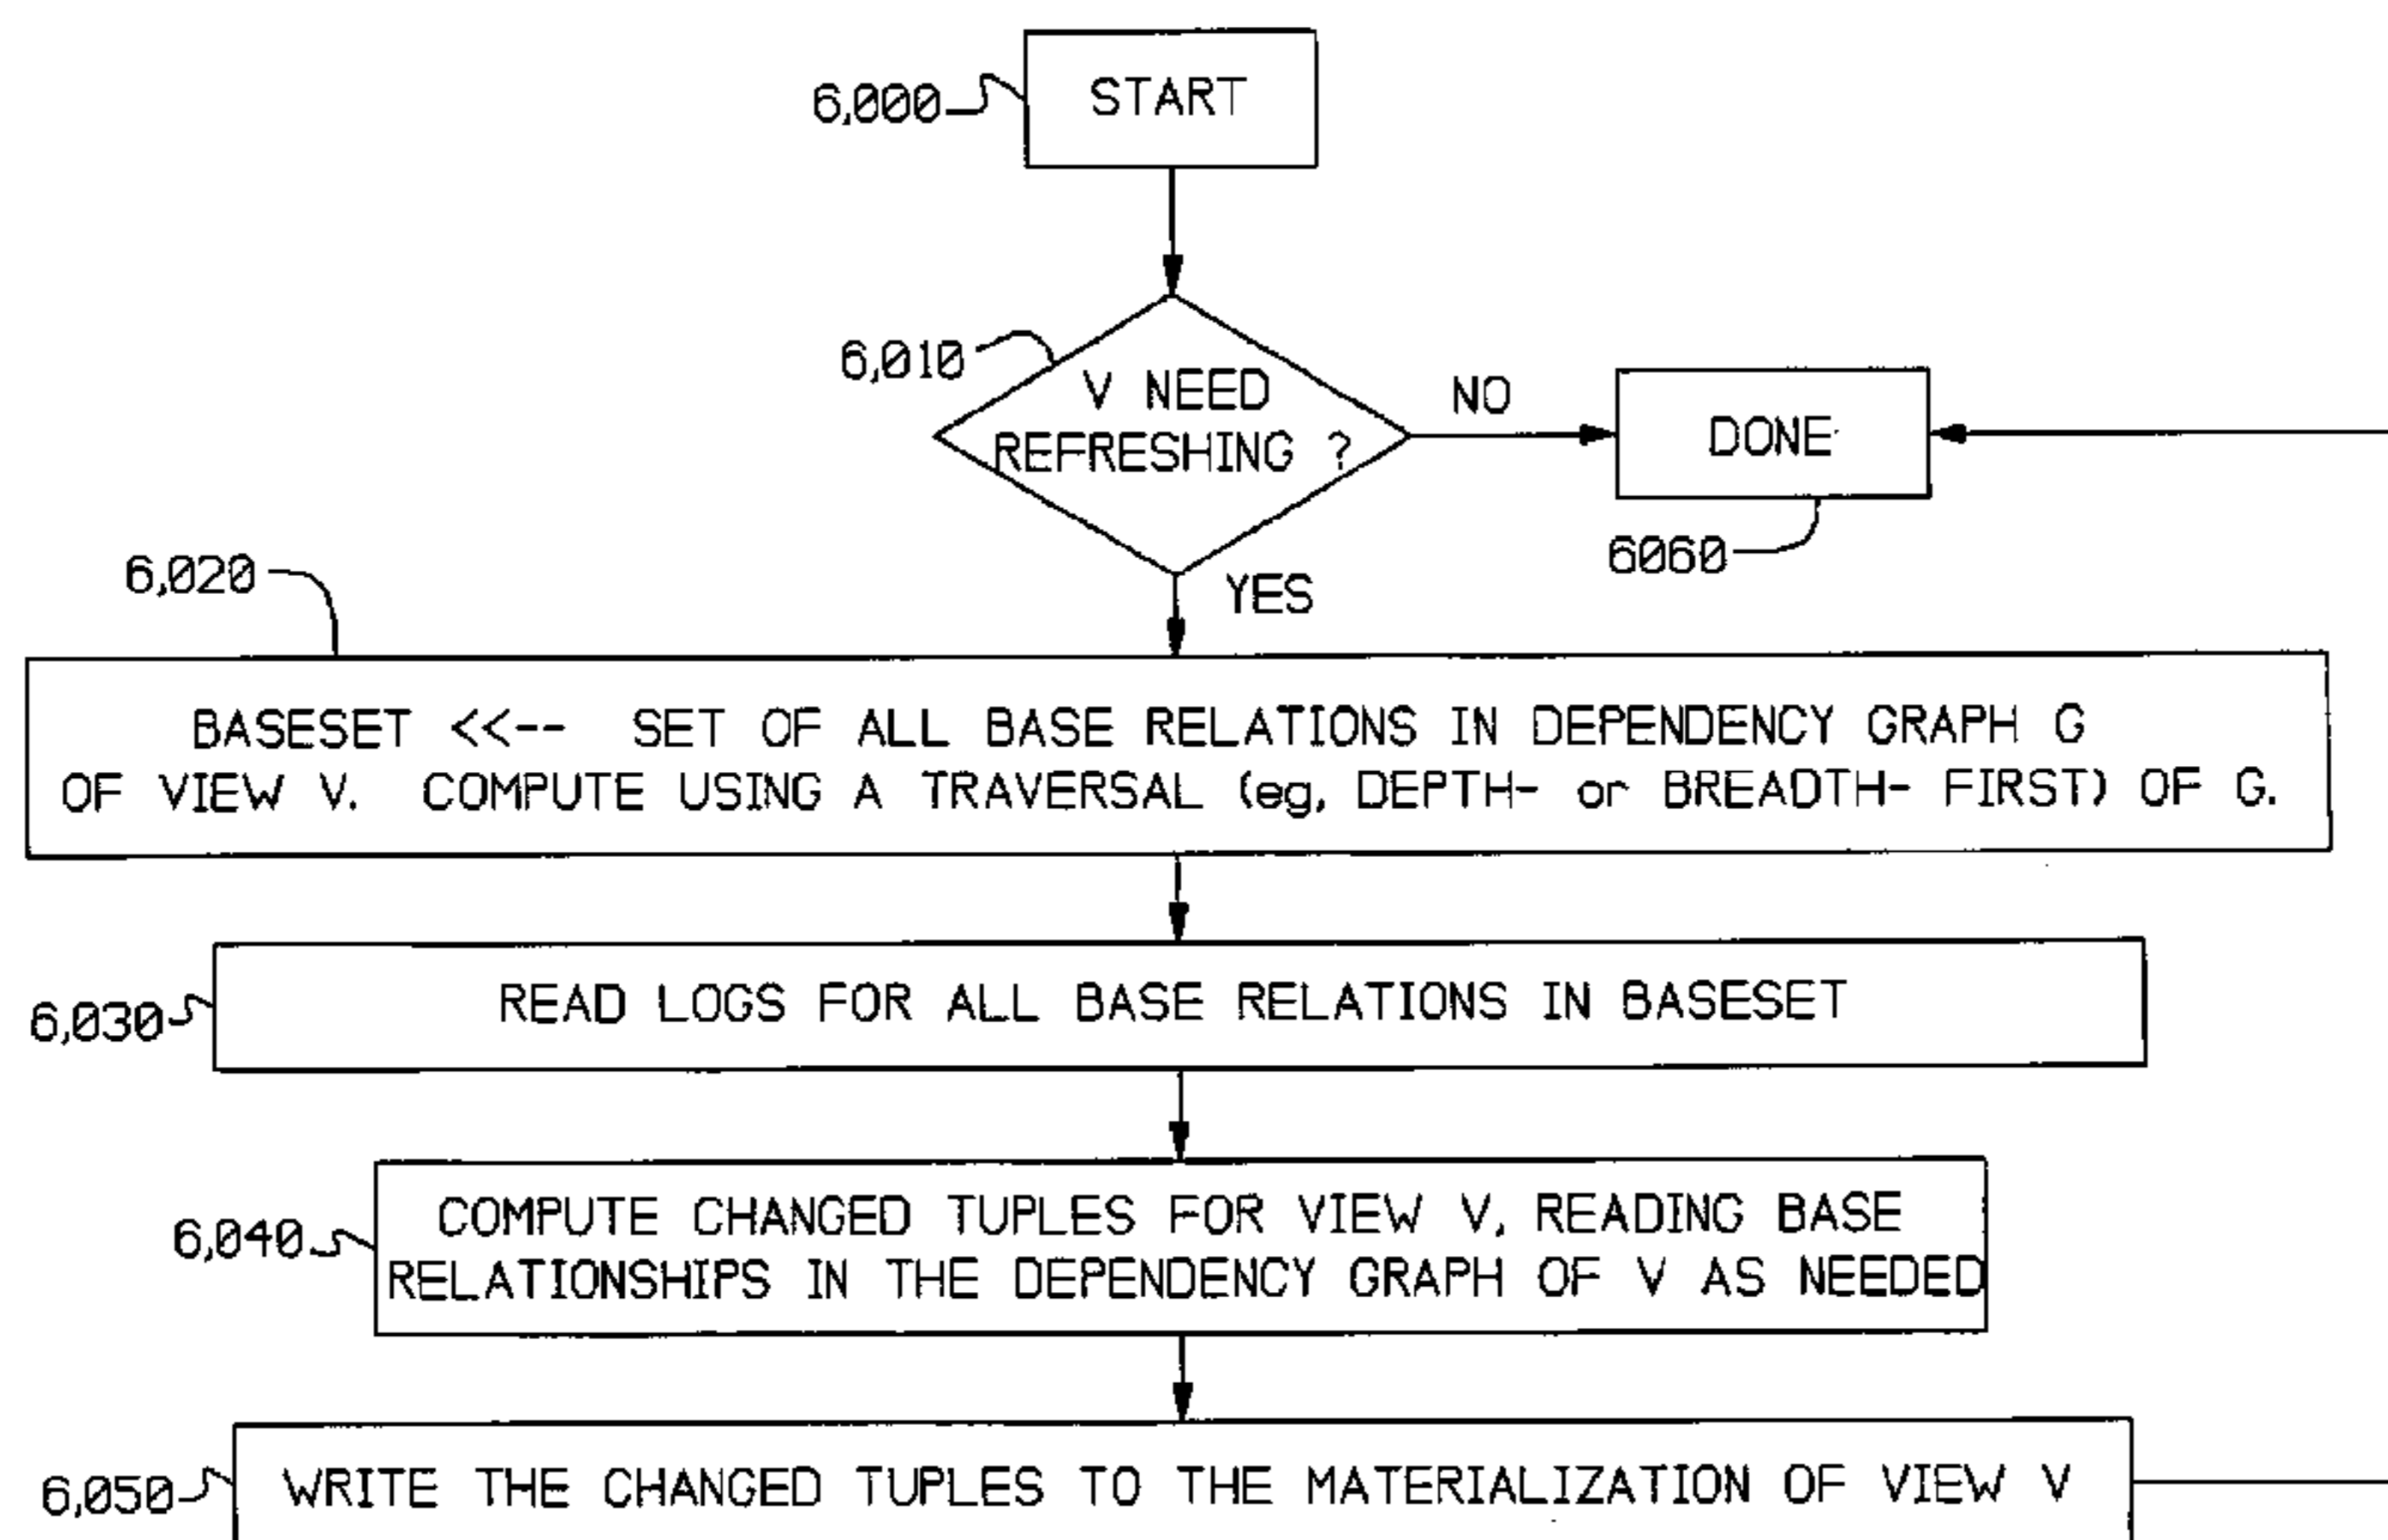 6,000
START
6,010
V NEED
REFRESHING ?
NO
DONE
6060
YES
6,020
BASESET <<-- SET OF ALL BASE RELATIONS IN DEPENDENCY GRAPH G
OF VIEW V. COMPUTE USING A TRAVERSAL (eg, DEPTH- or BREADTH- FIRST) OF G.
6,030
READ LOGS FOR ALL BASE RELATIONS IN BASESET
6,040
COMPUTE CHANGED TUPLES FOR VIEW V, READING BASE
RELATIONSHIPS IN THE DEPENDENCY GRAPH OF V AS NEEDED
6,050
WRITE THE CHANGED TUPLES TO THE MATERIALIZATION OF VIEW V